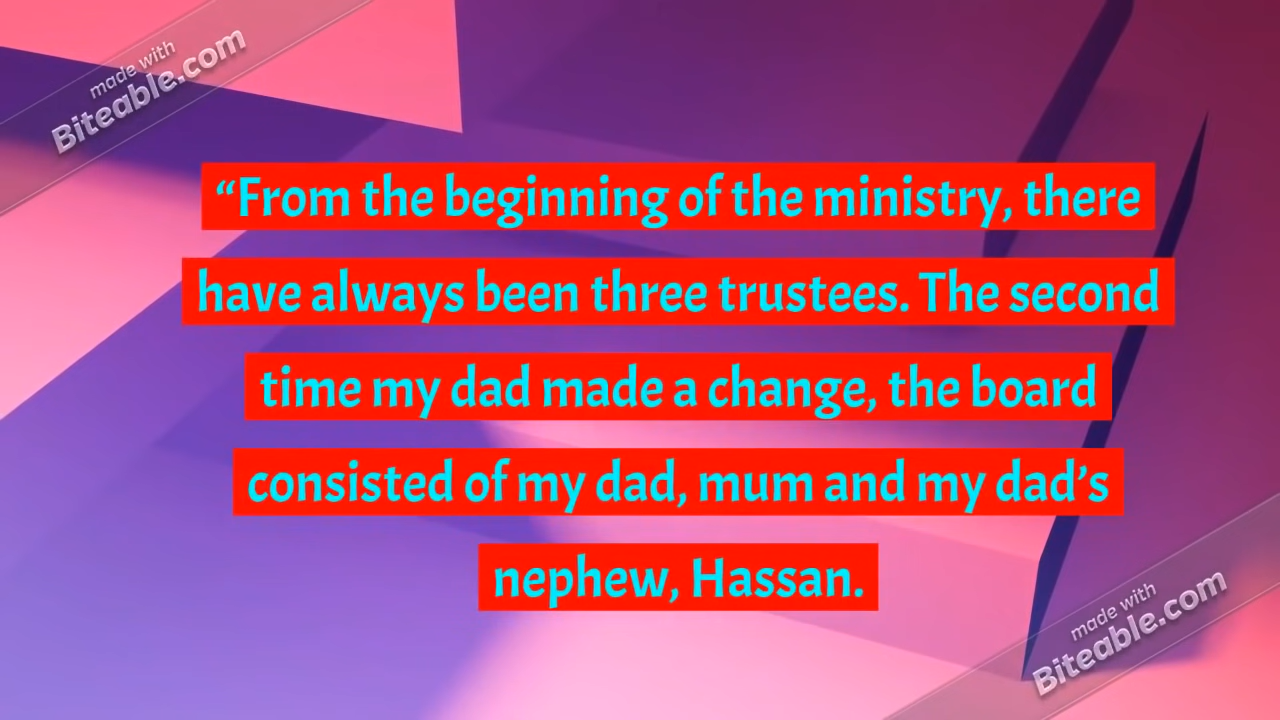 made with
Biteable.com
“From the beginning of the ministry, there
have always been three trustees. The second
time my dad made a change, the board
consisted of my dad, mum and my dad’s
nephew, Hassan.
made with
Biteable.com